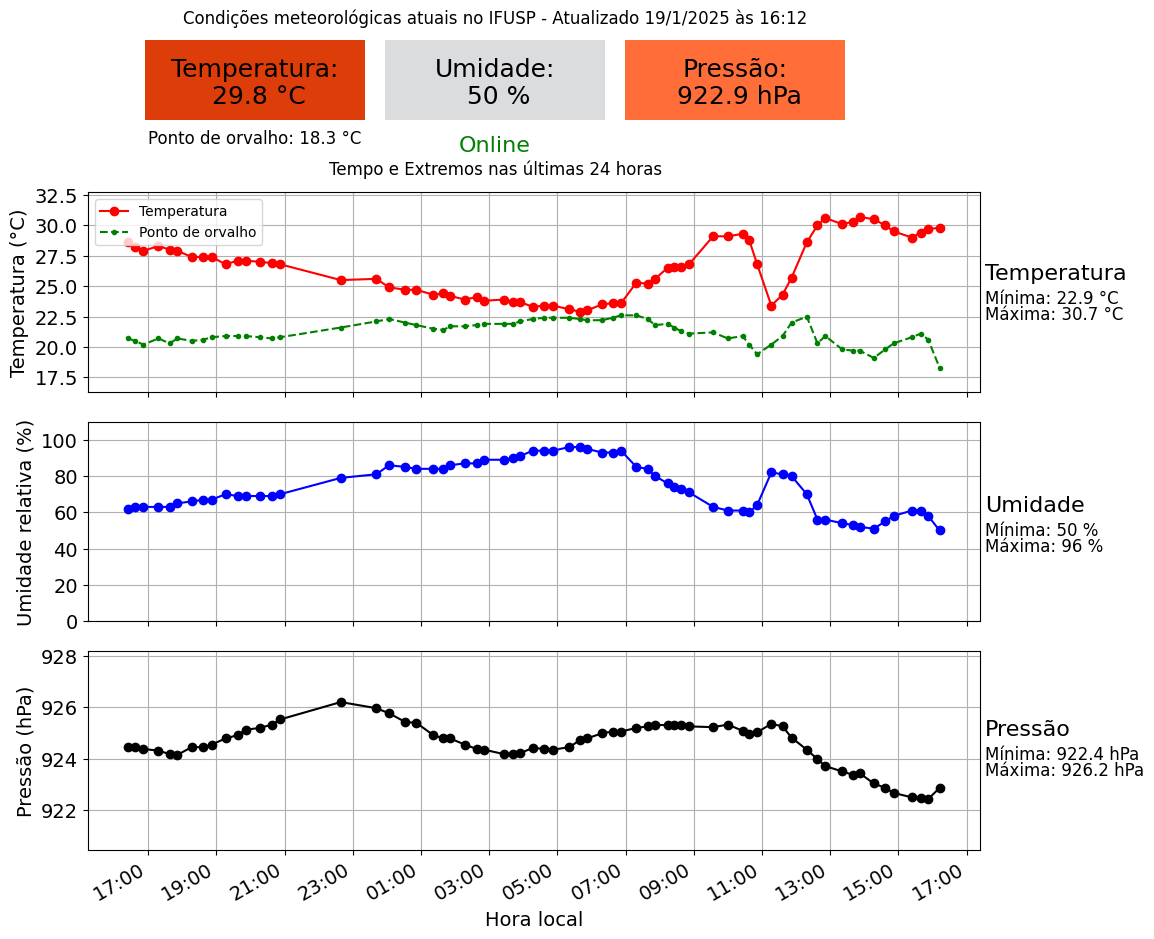 Condições meteorológicas atuais no IFUSP - Atualizado 19/1/2025 às 16:12
Temperatura:
29.8 °C
Umidade:
50 %
Pressão:
922.9 hPa
Ponto de orvalho: 18.3 °C
Online
Tempo e Extremos nas últimas 24 horas
Temperatura (°C)
32.5
30.0
27.5
25.0
22.5
20.0
17.5
Temperatura
Ponto de orvalho
Temperatura
Mínima: 22.9 °C
Máxima: 30.7 °C
Umidade relativa (%)
100
80
60
40
20
0
Umidade
Mínima: 50 %
Máxima: 96 %
Pressão (hPa)
928
926
924
922
Pressão
Mínima: 922.4 hPa
Máxima: 926.2 hPa
17:00
19:00
21:00
23:00
01:00
03:00
05:00
07:00
09:00
11:00
13:00
15:00
17:00
Hora local